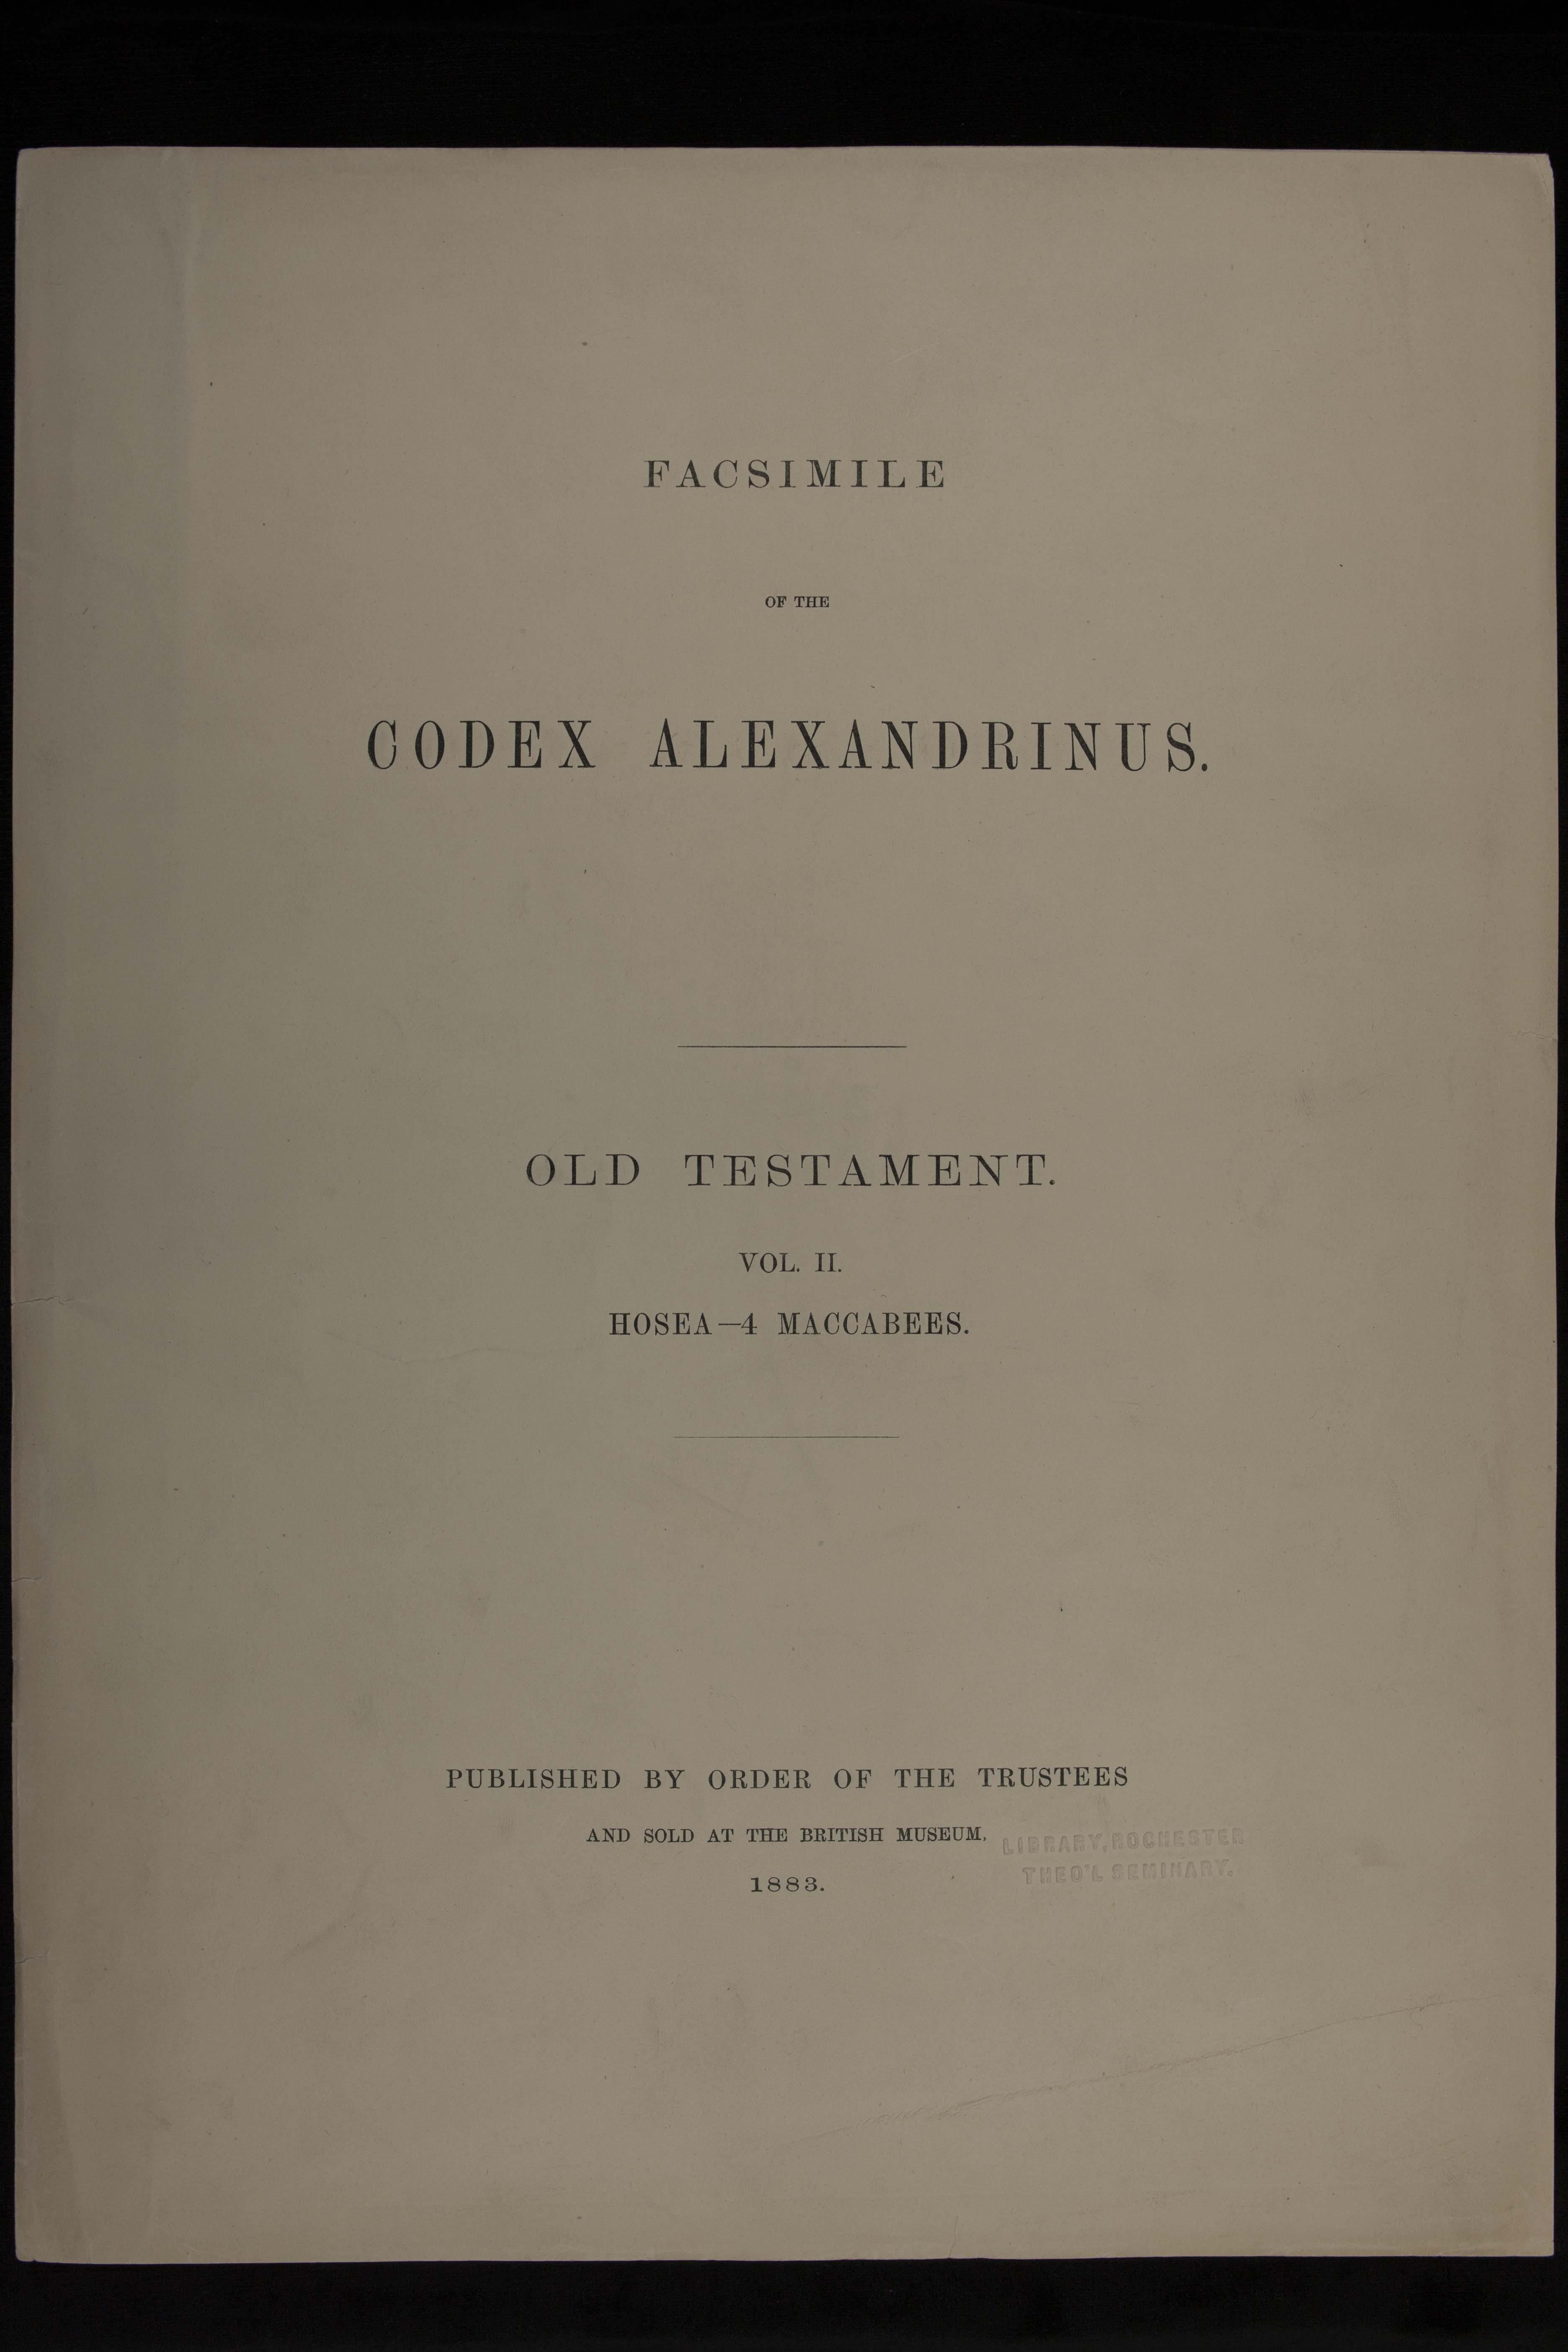 FACSIMILE
OF THE
CODEX ALEXANDRINUS.
OLD TESTAMENT.
VOL. II.
HOSEA—4 MACCABEES.
PUBLISHED BY ORDER OF THE TRUSTEES
AND SOLD AT THE BRITISH MUSEUM,
1883.
LIBRARY, ROCHESTER
THEO'L SEMINARY.